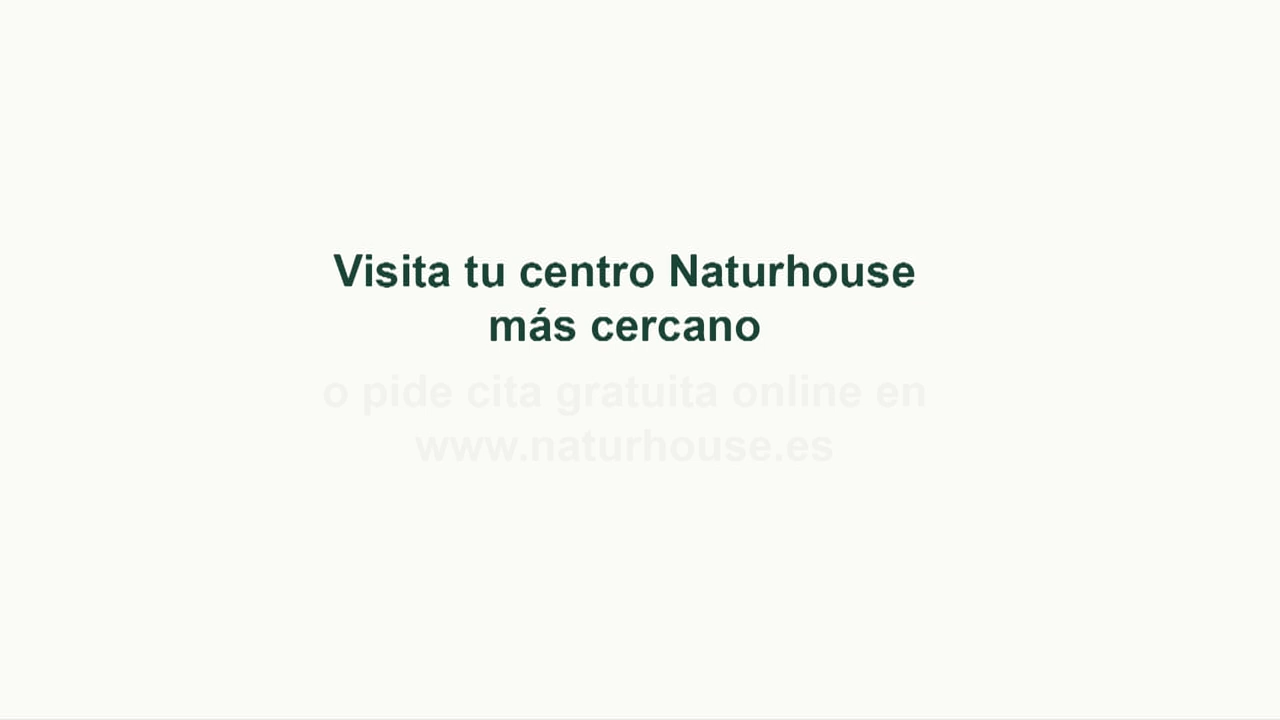 Visita tu centro Naturhouse
más cercano
o pide cita gratuita online en
www.naturhouse.es